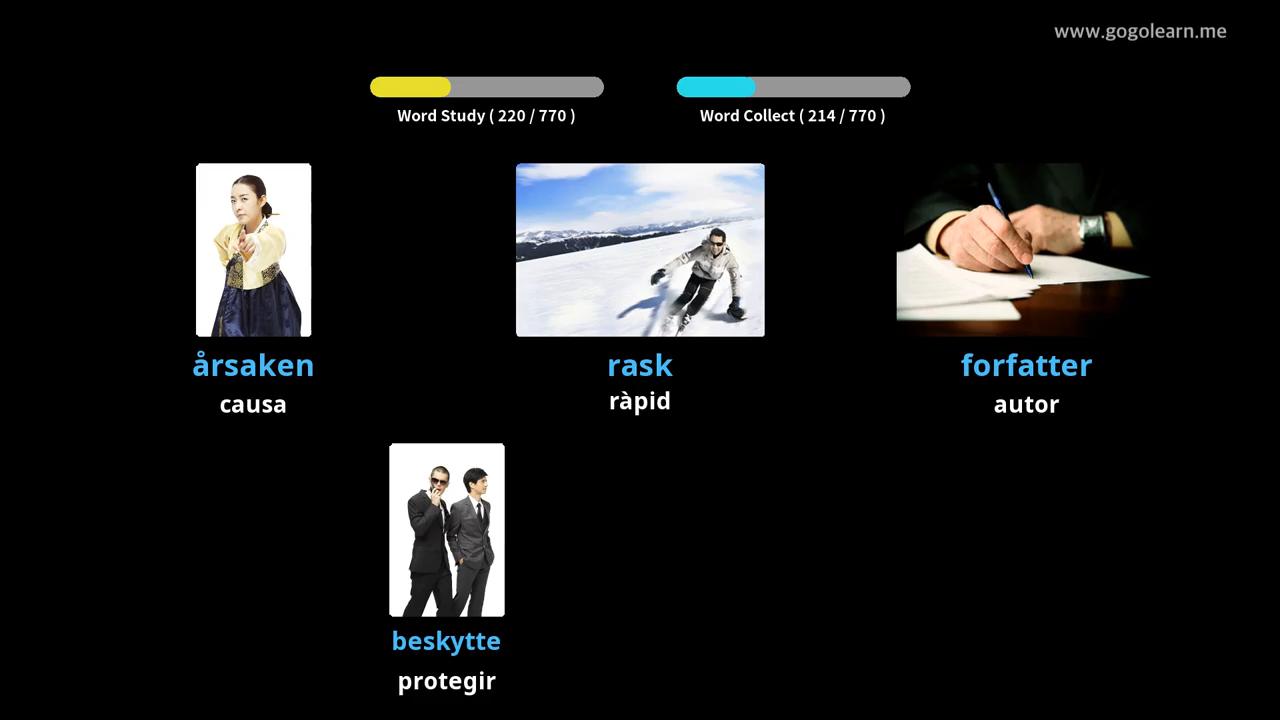 www.gogolearn.me
Word Study ( 220 / 770 )
Word Collect ( 214 / 770 )
årsaken
causa
rask
ràpid
forfatter
autor
beskytte
protegir